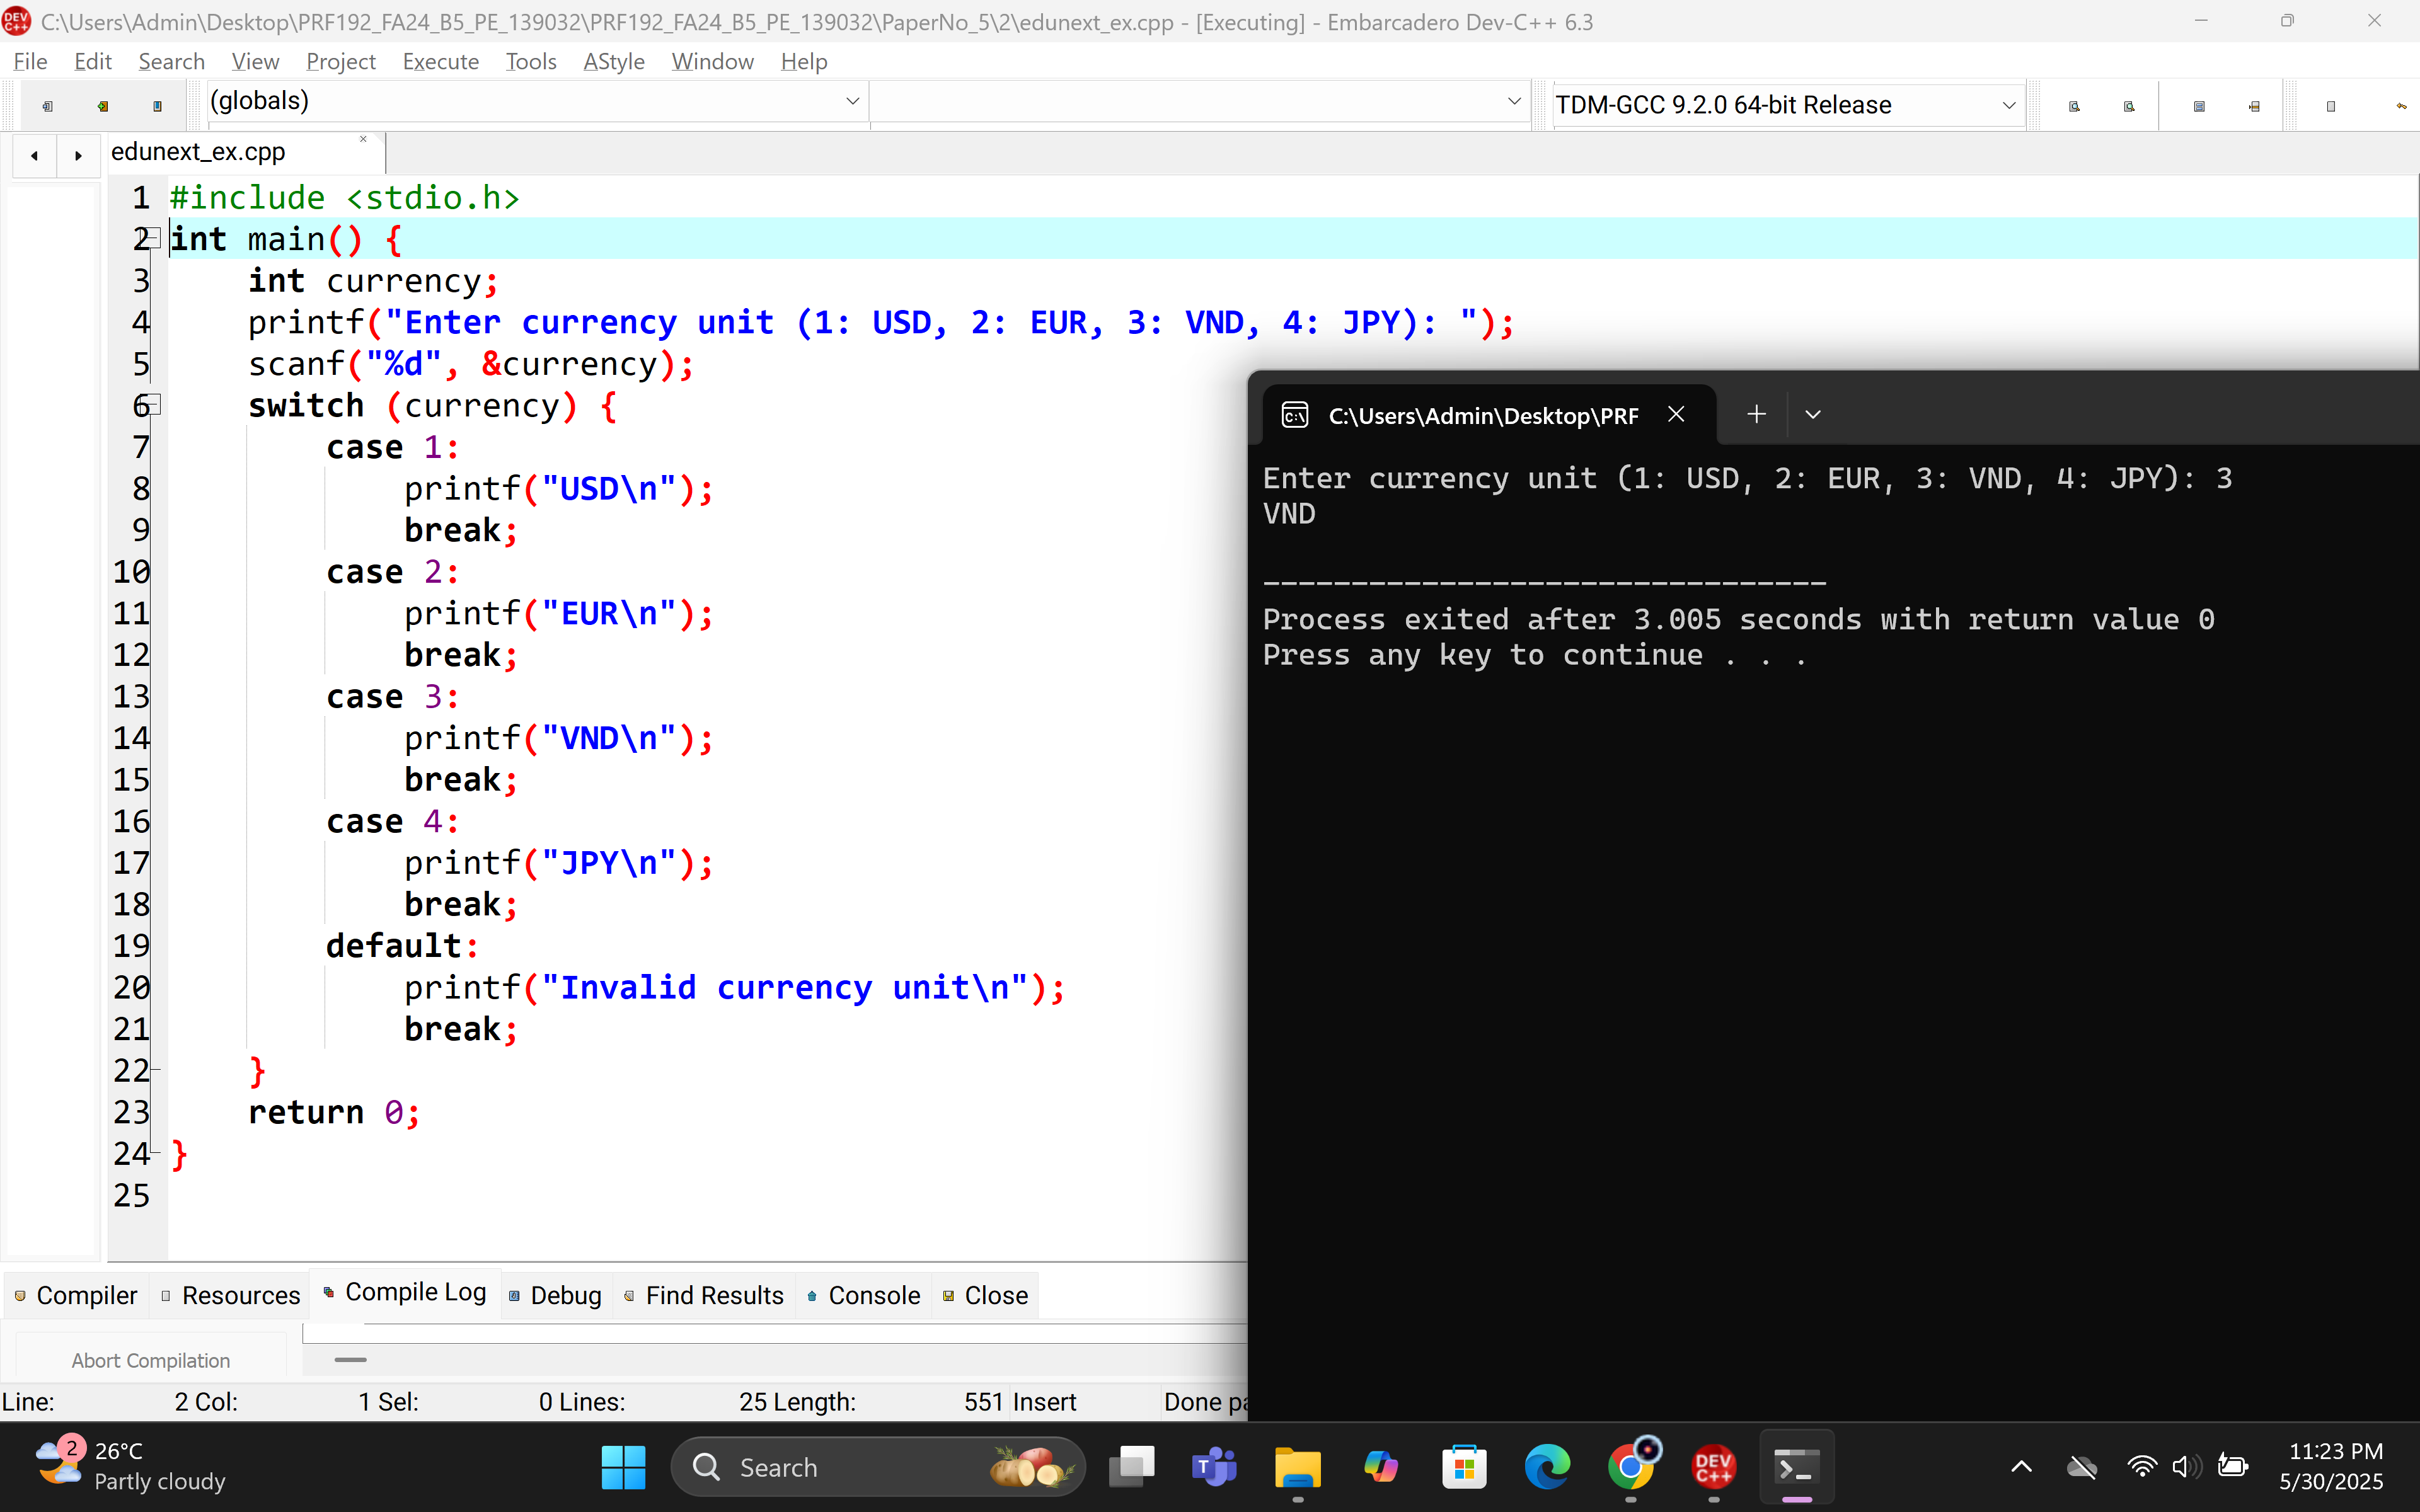 C:\Users\Admin\Desktop\PRF192_FA24_B5_PE_139032\PRF192_FA24_B5_PE_139032\PaperNo_5\2\edunext_ex.cpp - [Executing] - Embarcadero Dev-C++ 6.3
File Edit Search View Project Execute Tools AStyle Window Help
(globals) TDM-GCC 9.2.0 64-bit Release
edunext_ex.cpp
1 #include <stdio.h>
2 int main() {
3     int currency;
4     printf("Enter currency unit (1: USD, 2: EUR, 3: VND, 4: JPY): ");
5     scanf("%d", &currency);
6     switch (currency) {
7         case 1:
8             printf("USD\n");
9             break;
10         case 2:
11             printf("EUR\n");
12             break;
13         case 3:
14             printf("VND\n");
15             break;
16         case 4:
17             printf("JPY\n");
18             break;
19         default:
20             printf("Invalid currency unit\n");
21             break;
22     }
23     return 0;
24 }
25
C:\Users\Admin\Desktop\PRF
Enter currency unit (1: USD, 2: EUR, 3: VND, 4: JPY): 3
VND
--------------------------------
Process exited after 3.005 seconds with return value 0
Press any key to continue . . .
Compiler Resources Compile Log Debug Find Results Console Close
Abort Compilation
Line: 2 Col: 1 Sel: 0 Lines: 25 Length: 551 Insert Done
2 26°C
Partly cloudy
Search
DEV C++
11:23 PM
5/30/2025